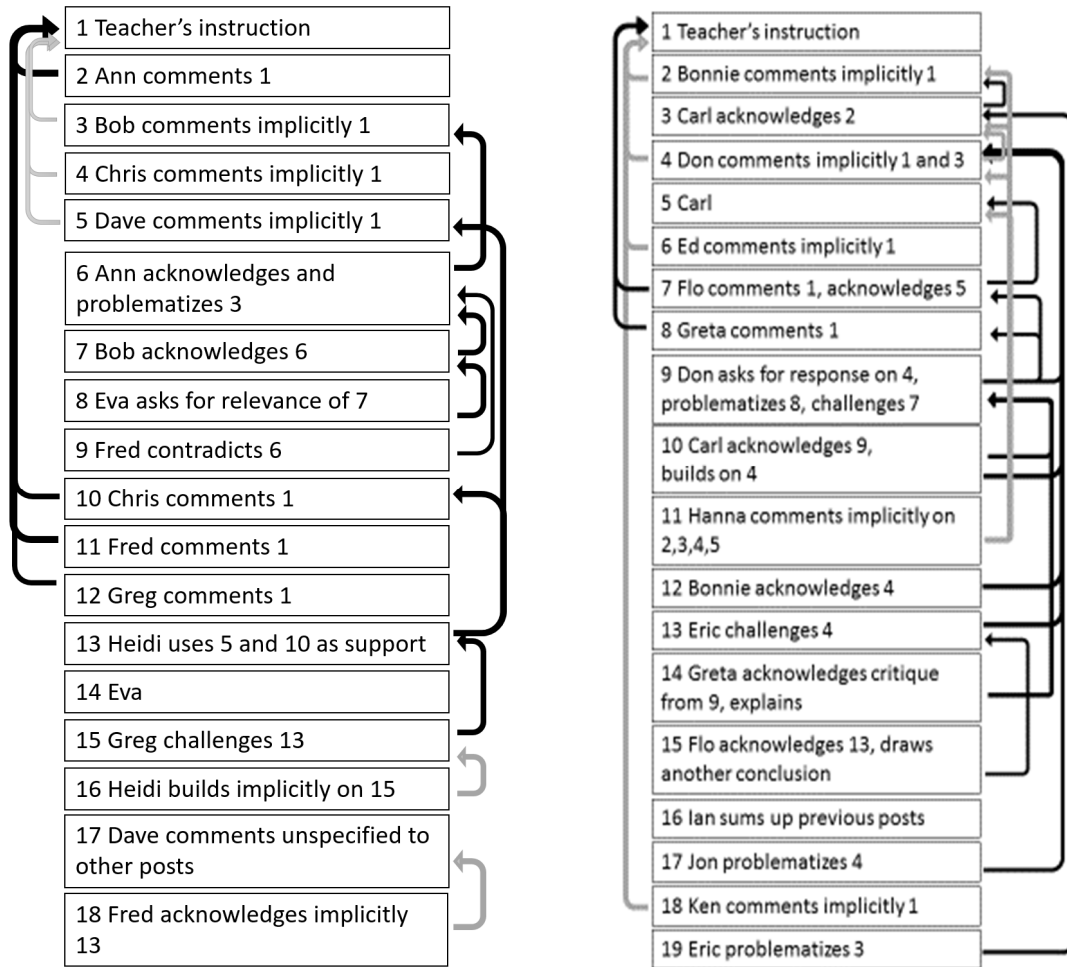 1 Teacher’s instruction
2 Ann comments 1
3 Bob comments implicitly 1
4 Chris comments implicitly 1
5 Dave comments implicitly 1
6 Ann acknowledges and
problematizes 3
7 Bob acknowledges 6
8 Eva asks for relevance of 7
9 Fred contradicts 6
10 Chris comments 1
11 Fred comments 1
12 Greg comments 1
13 Heidi uses 5 and 10 as support
14 Eva
15 Greg challenges 13
16 Heidi builds implicitly on 15
17 Dave comments unspecified to
other posts
18 Fred acknowledges implicitly
13
1 Teacher’s instruction
2 Bonnie comments implicitly 1
3 Carl acknowledges 2
4 Don comments implicitly 1 and 3
5 Carl
6 Ed comments implicitly 1
7 Flo comments 1, acknowledges 5
8 Greta comments 1
9 Don asks for response on 4,
problematizes 8, challenges 7
10 Carl acknowledges 9,
builds on 4
11 Hanna comments implicitly on
2,3,4,5
12 Bonnie acknowledges 4
13 Eric challenges 4
14 Greta acknowledges critique
from 9, explains
15 Flo acknowledges 13, draws
another conclusion
16 Ian sums up previous posts
17 Jon problematizes 4
18 Ken comments implicitly 1
19 Eric problematizes 3